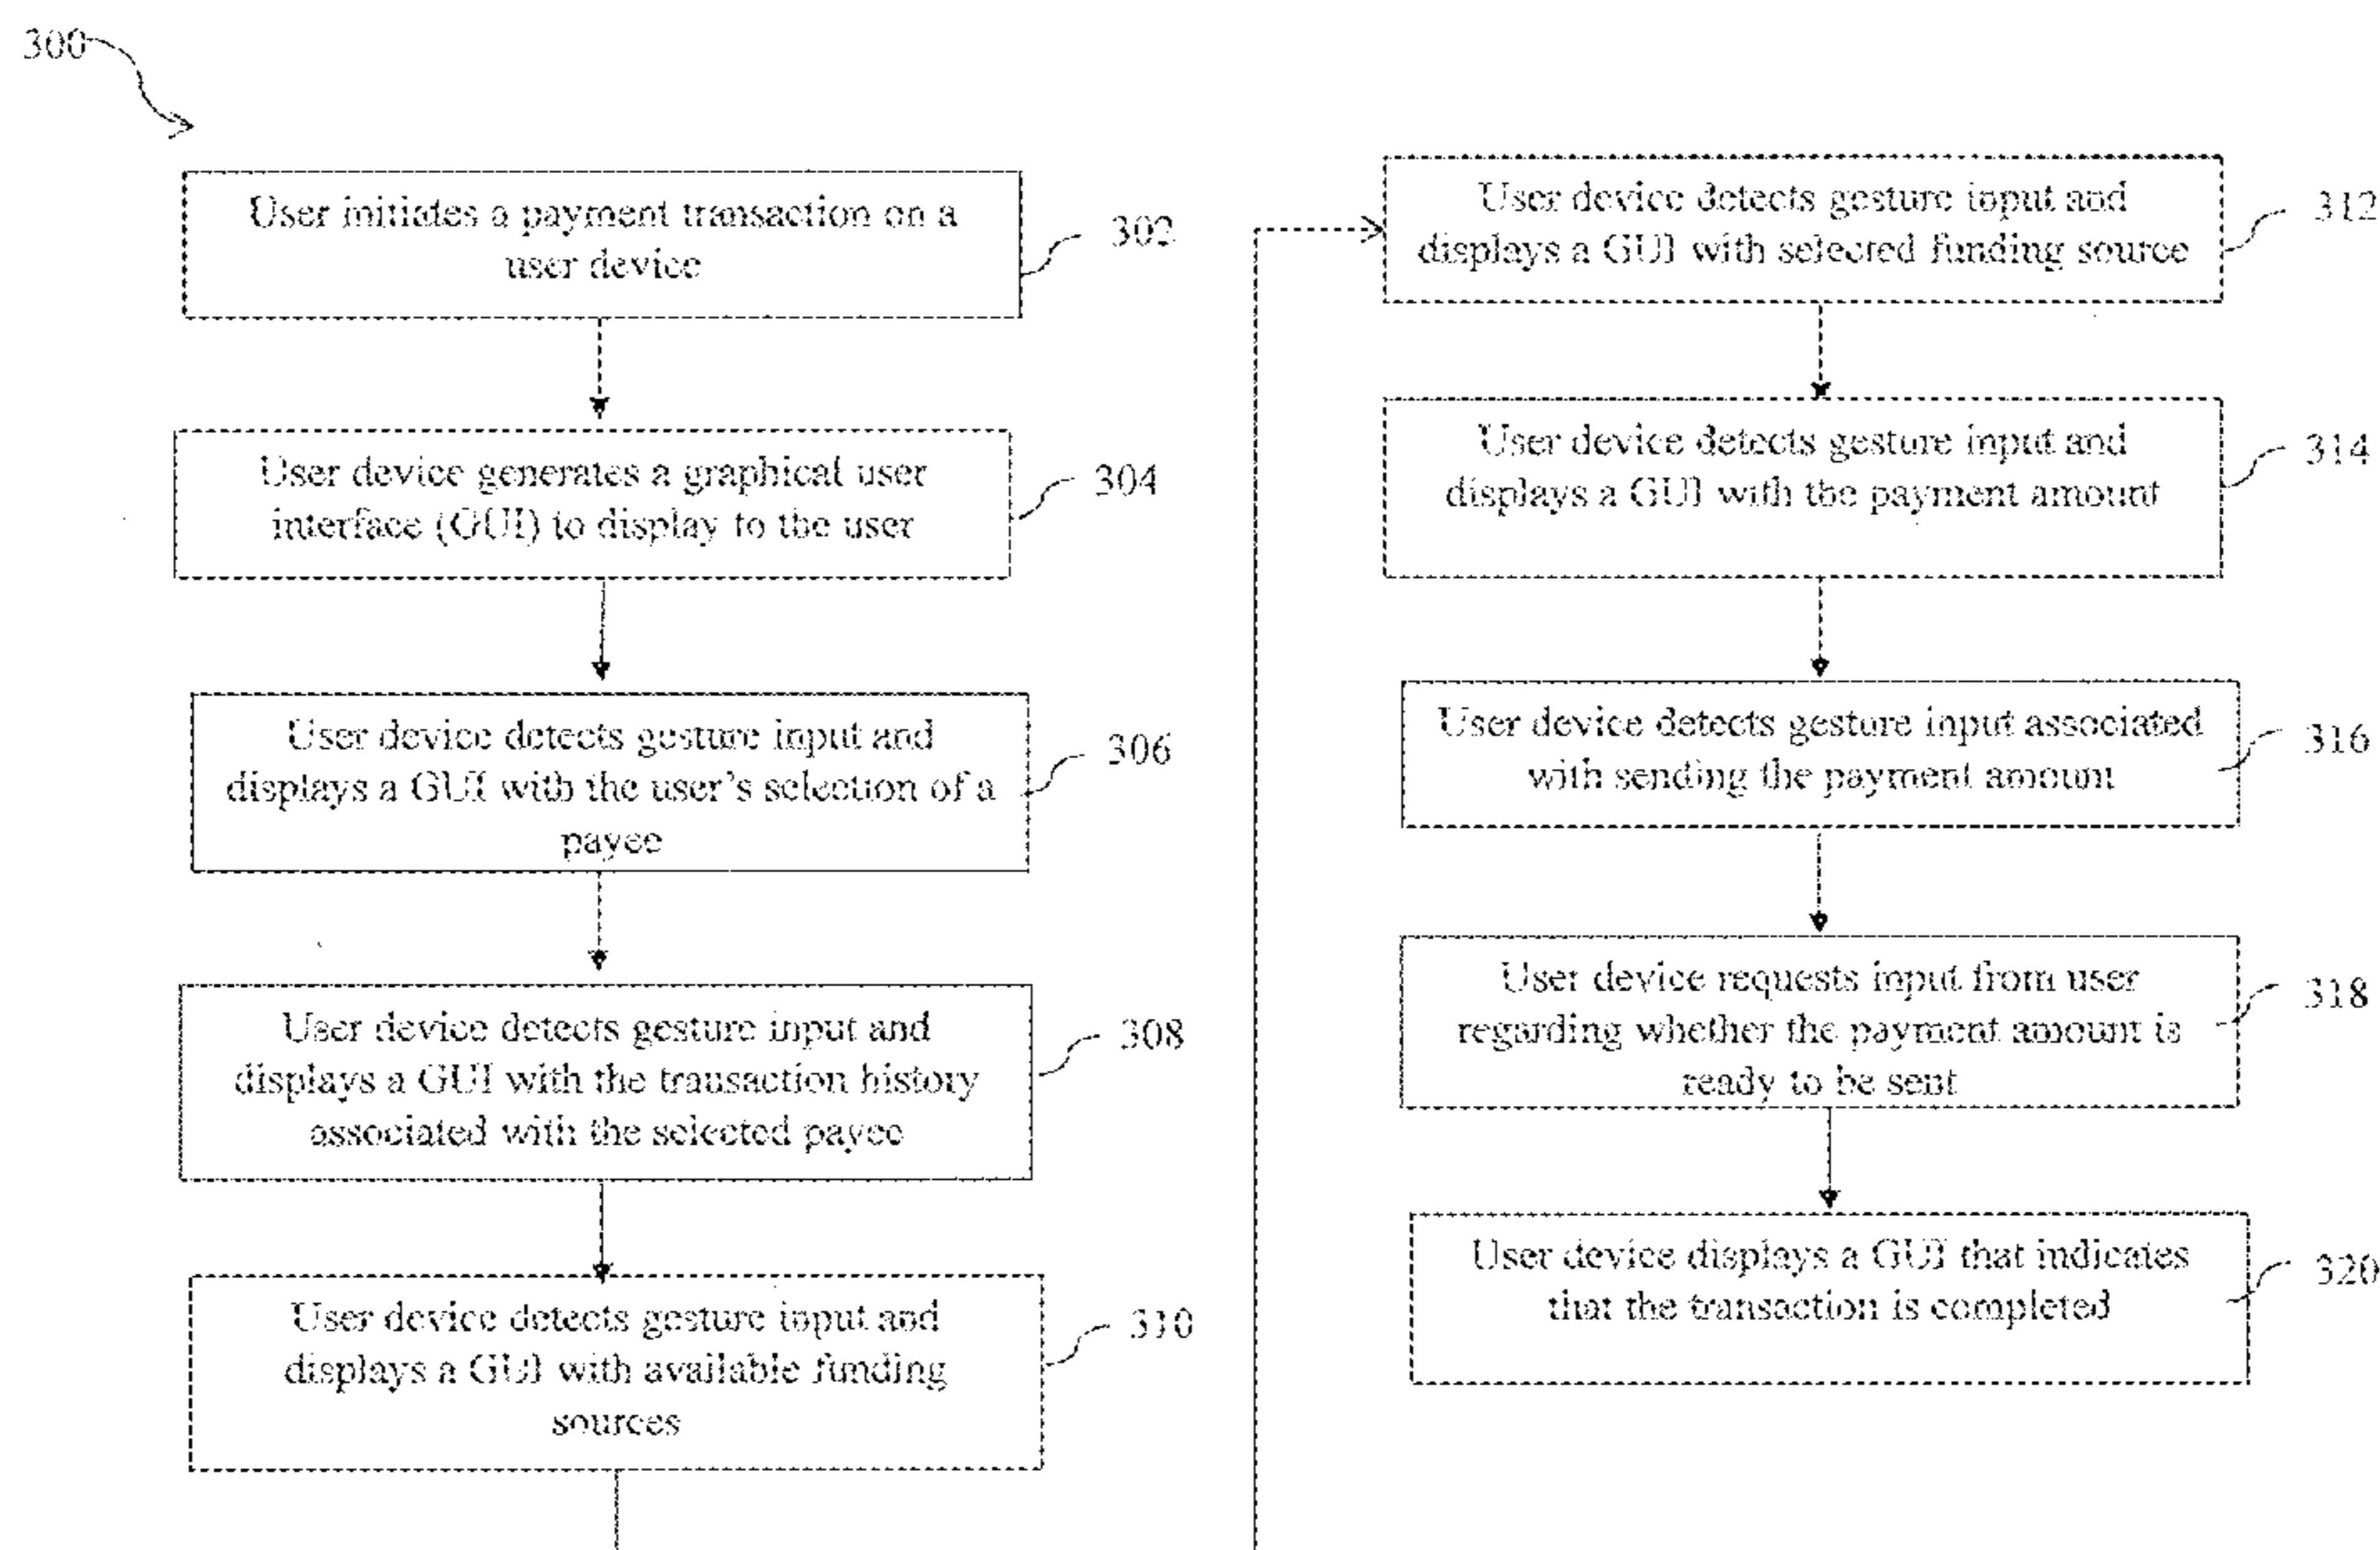 300
User initiates a payment transaction on a
user device
302
User device generates a graphical user
interface (GUI) to display to the user
304
User device detects gesture input and
displays a GUI with the user's selection of a
payee
306
User device detects gesture input and
displays a GUI with the transaction history
associated with the selected payee
308
User device detects gesture input and
displays a GUI with available funding
sources
310
User device detects gesture input and
displays a GUI with selected funding source
312
User device detects gesture input and
displays a GUI with the payment amount
314
User device detects gesture input associated
with sending the payment amount
316
User device requests input from user
regarding whether the payment amount is
ready to be sent
318
User device displays a GUI that indicates
that the transaction is completed
320